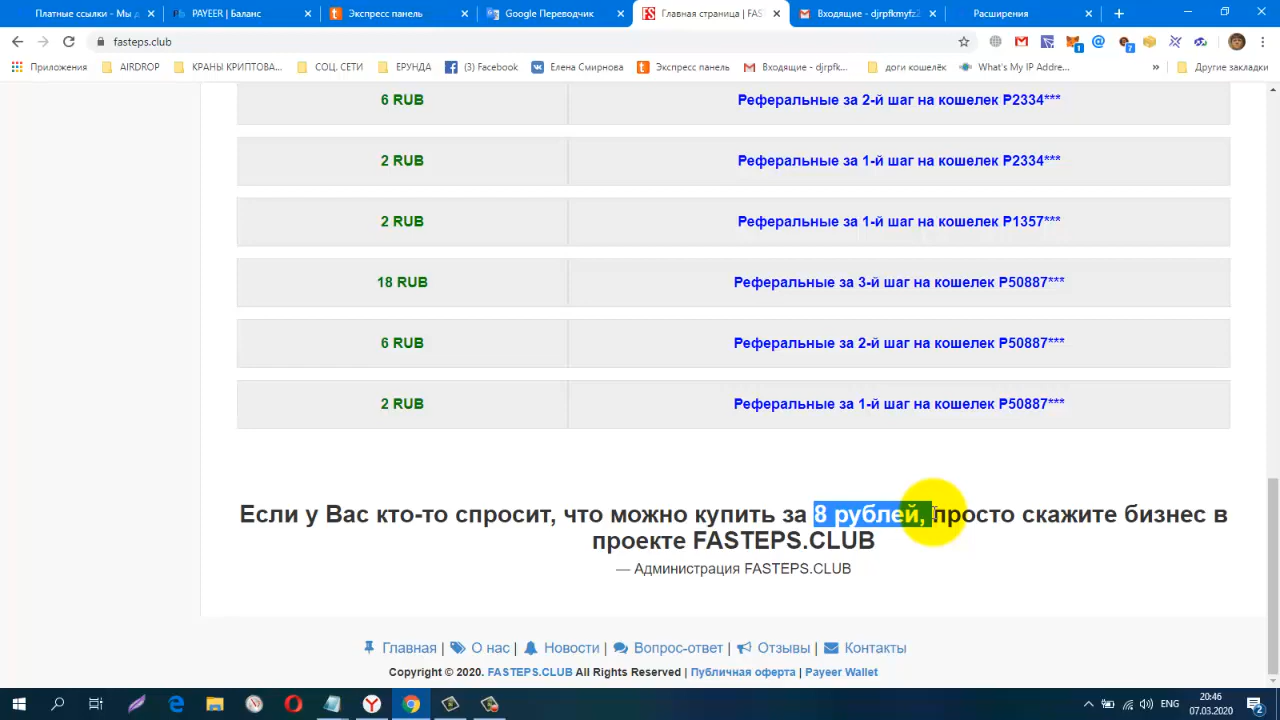 Платные ссылки - Мы д
PAYEER | Баланс
Экспресс панель
Google Переводчик
Главная страница | FAS
Входящие - djrpfkmyfz2
Расширения
fasteps.club
Приложения
AIRDROP
КРАНЫ КРИПТОВА...
СОЦ. СЕТИ
ЕРУНДА
(3) Facebook
Елена Смирнова
Экспресс панель
Входящие - djrpfk...
доги кошелёк
What's My IP Addre...
»
Другие закладки
6 RUB
Реферальные за 2-й шаг на кошелек P2334***
2 RUB
Реферальные за 1-й шаг на кошелек P2334***
2 RUB
Реферальные за 1-й шаг на кошелек P1357***
18 RUB
Реферальные за 3-й шаг на кошелек P50887***
6 RUB
Реферальные за 2-й шаг на кошелек P50887***
2 RUB
Реферальные за 1-й шаг на кошелек P50887***
Если у Вас кто-то спросит, что можно купить за 8 рублей, просто скажите бизнес в
проекте FASTEPS.CLUB
— Администрация FASTEPS.CLUB
Главная | О нас | Новости | Вопрос-ответ | Отзывы | Контакты
Copyright © 2020. FASTEPS.CLUB All Rights Reserved | Публичная оферта | Payeer Wallet
ENG
20:46
07.03.2020